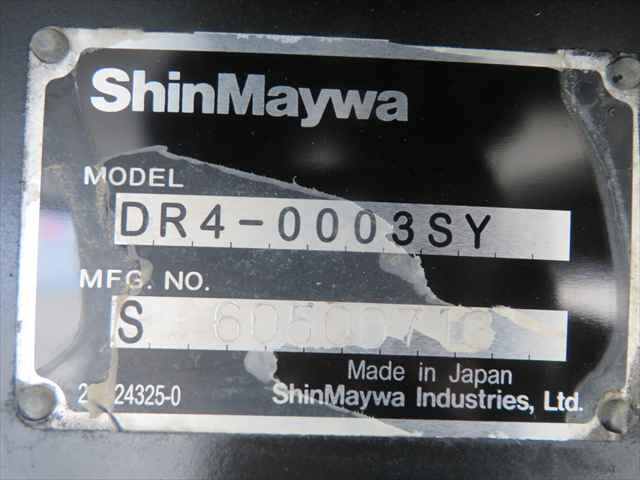 ShinMaywa
MODEL
DR4-0003SY
MFG. NO.
S
Made in Japan
ShinMaywa Industries, Ltd.